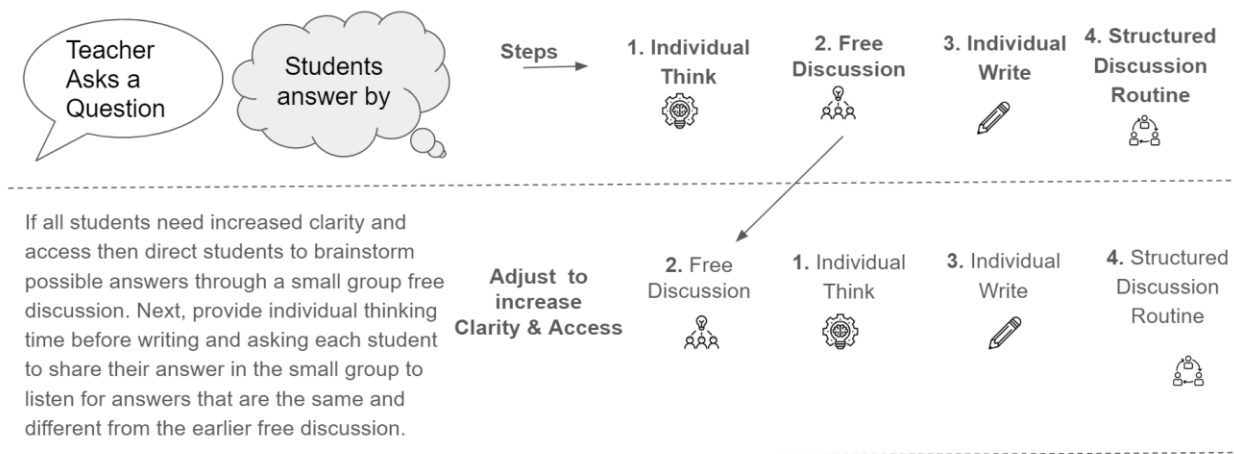 Teacher
Asks a
Question
Students
answer by
Steps
1. Individual
Think
2. Free
Discussion
3. Individual
Write
4. Structured
Discussion
Routine
If all students need increased clarity and
access then direct students to brainstorm
possible answers through a small group free
discussion. Next, provide individual thinking
time before writing and asking each student
to share their answer in the small group to
listen for answers that are the same and
different from the earlier free discussion.
Adjust to
increase
Clarity & Access
2. Free
Discussion
1. Individual
Think
3. Individual
Write
4. Structured
Discussion
Routine